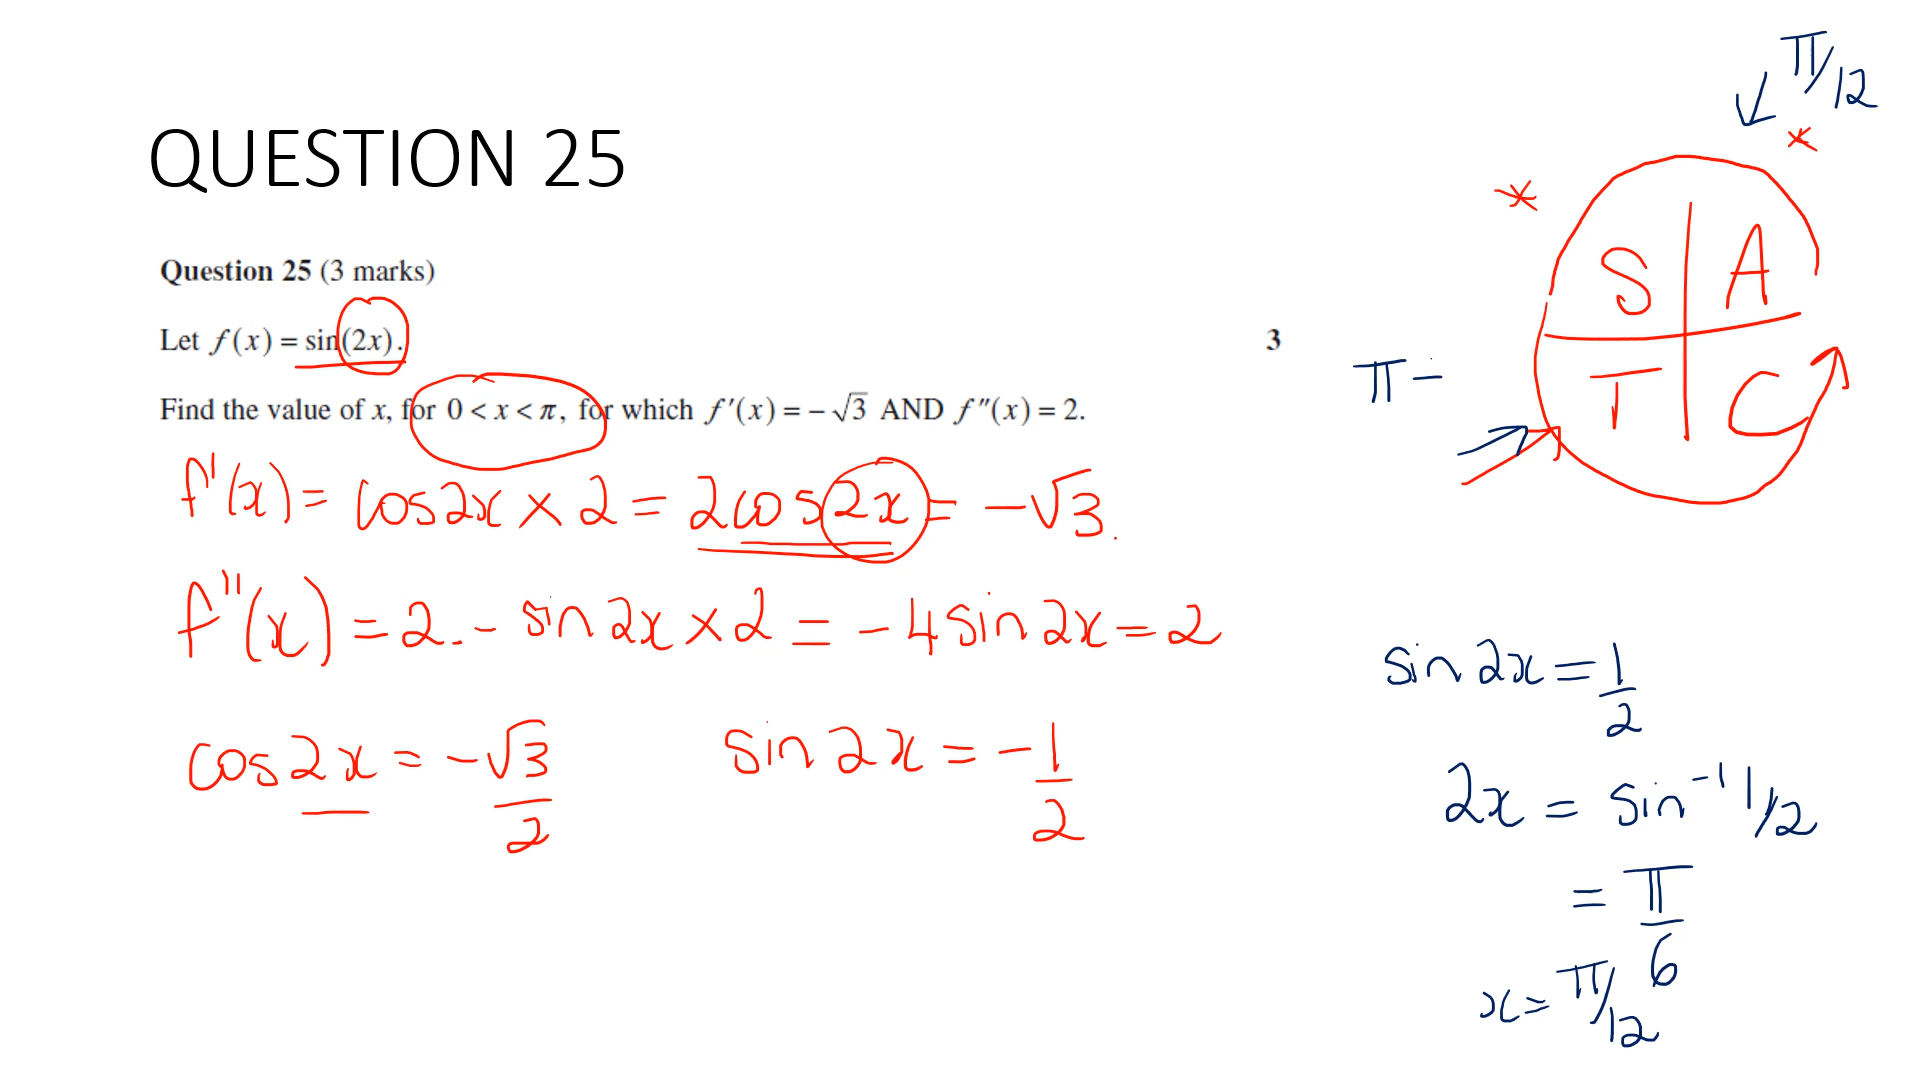 QUESTION 25
Question 25 (3 marks)
Let f(x) = sin(2x).
3
Find the value of x, for 0 < x < π, for which f′(x) = −√3 AND f″(x) = 2.
f'(x) = cos2x × 2 = 2cos2x = −√3
f''(x) = 2. − sin2x × 2 = −4sin2x = 2
cos2x = −√3/2
sin2x = −1/2
π/12
* *
S A
T C
π −
sin2x = 1/2
2x = sin⁻¹ 1/2
= π/6
x = π/12